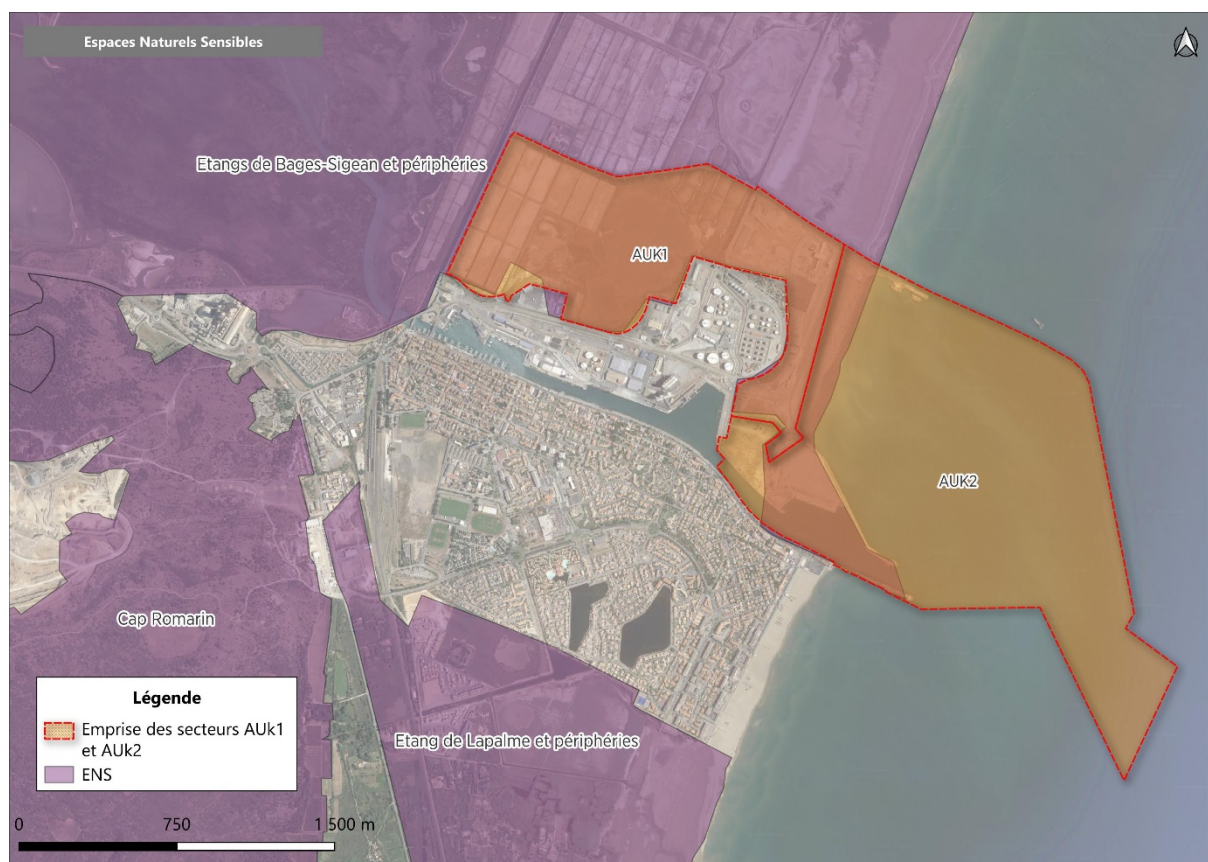 Espaces Naturels Sensibles
Etangs de Bages-Sigean et périphéries
AUK1
AUK2
Cap Romarin
Etang de Lapalme et périphéries
Légende
Emprise des secteurs AUk1
et AUk2
ENS
0 750 1 500 m